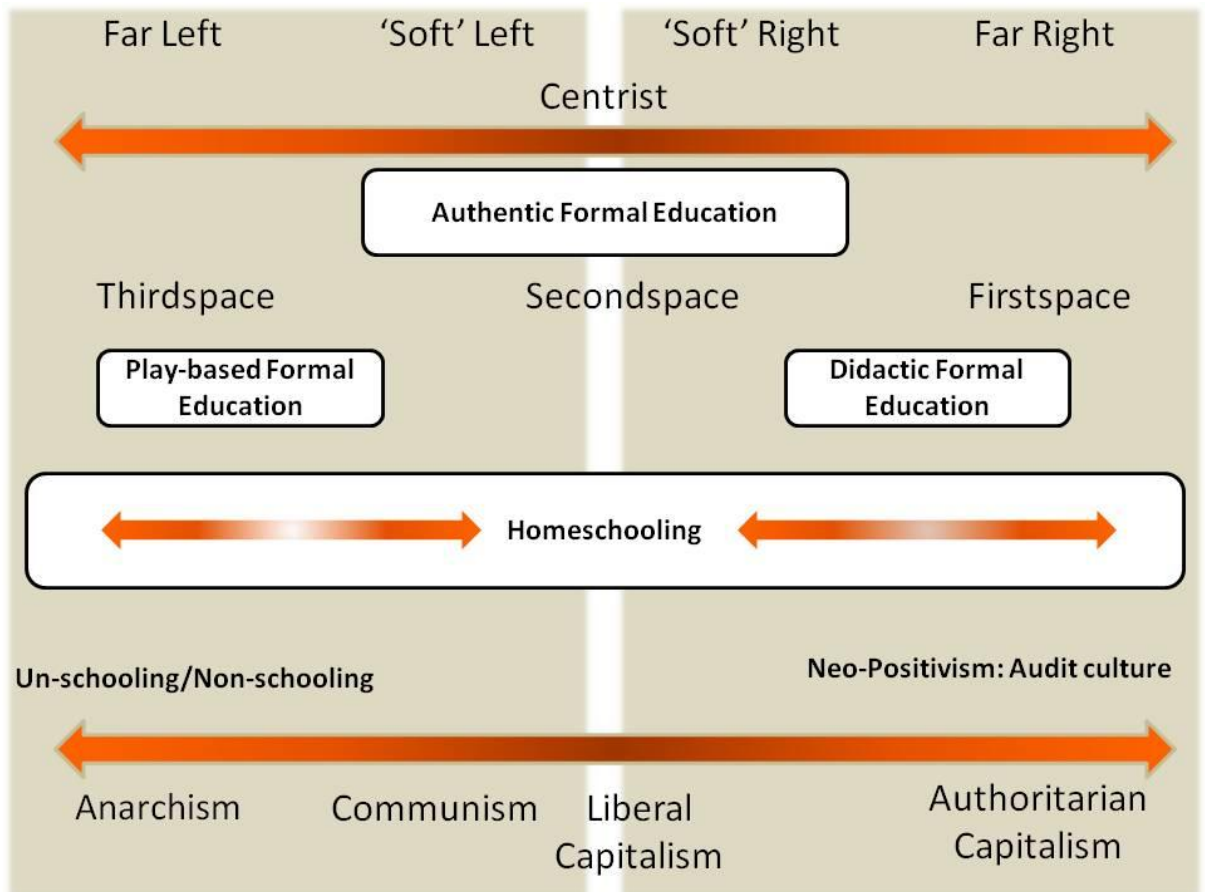 Far Left 'Soft' Left 'Soft' Right Far Right
Centrist
Authentic Formal Education
Thirdspace Secondspace Firstspace
Play-based Formal
Education
Didactic Formal
Education
Homeschooling
Un-schooling/Non-schooling
Neo-Positivism: Audit culture
Anarchism
Communism
Liberal
Capitalism
Authoritarian
Capitalism